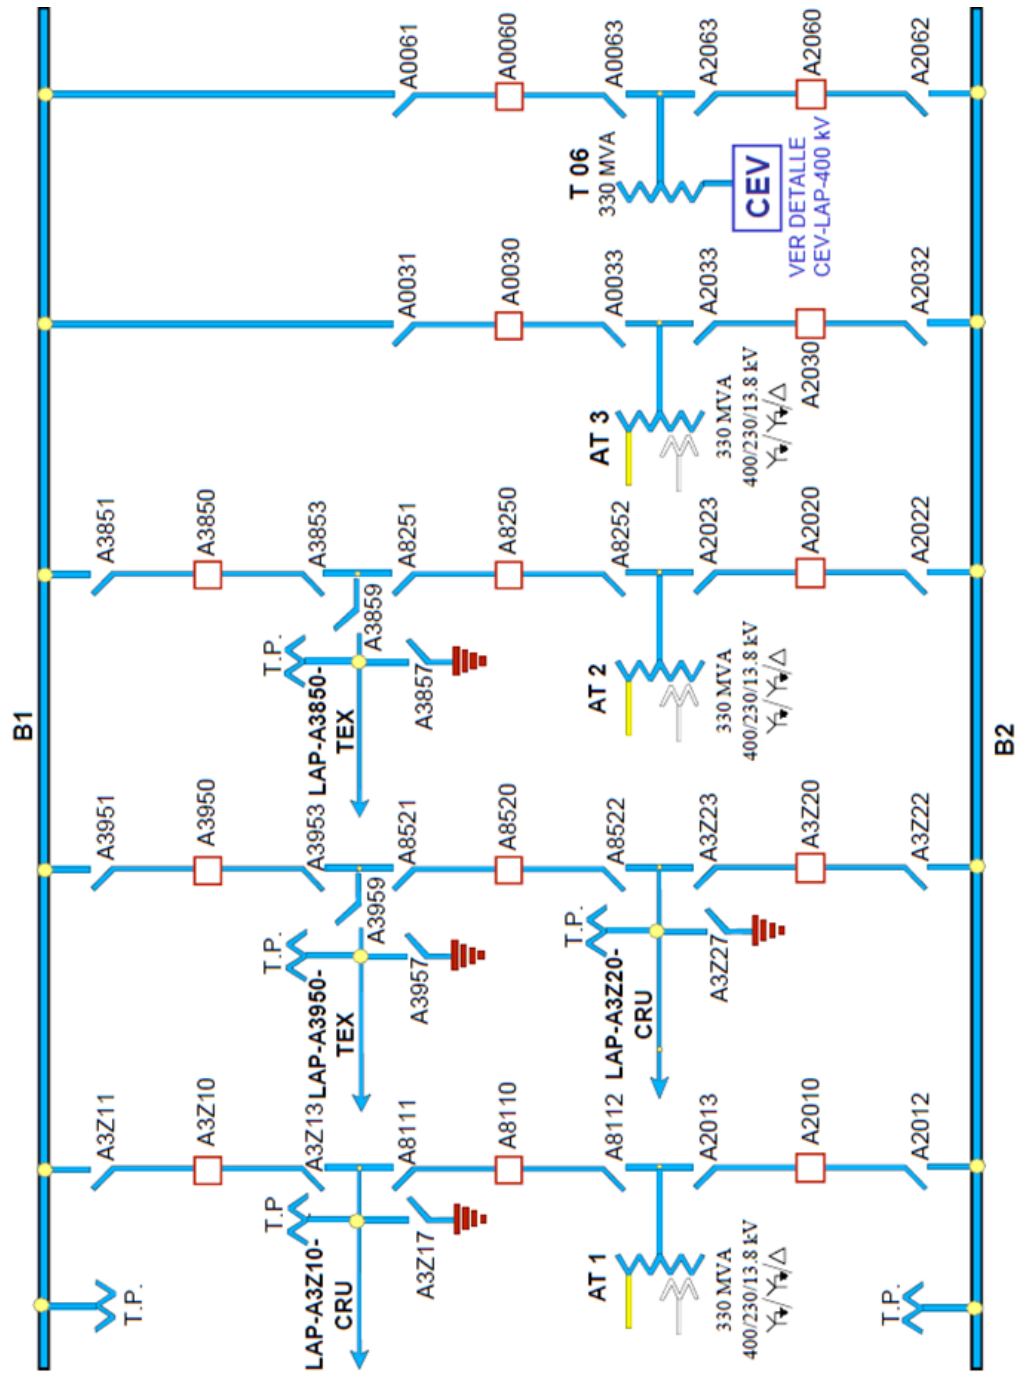 B1
A0061
A0060
A0063
A2063
A2060
A2062
T 06
330 MVA
CEV
VER DETALLE
CEV-LAP-400 kV
A0031
A0030
A0033
A2033
A2030
A2032
AT 3
330 MVA
400/230/13.8 kV
A3851
A3850
A3853
A8251
A8250
A8252
A2023
A2020
A2022
A3859
T.P.
A3857
LAP-A3850-
TEX
AT 2
330 MVA
400/230/13.8 kV
A3951
A3950
A3953
A8521
A8520
A8522
A3Z23
A3Z20
A3Z22
A3959
T.P.
A3957
LAP-A3950-
TEX
T.P.
A3Z27
LAP-A3Z20-
CRU
A3Z11
A3Z10
A3Z13
A8111
A8110
A8112
A2013
A2010
A2012
T.P
A3Z17
LAP-A3Z10-
CRU
AT 1
330 MVA
400/230/13.8 kV
T.P.
T.P.
B2